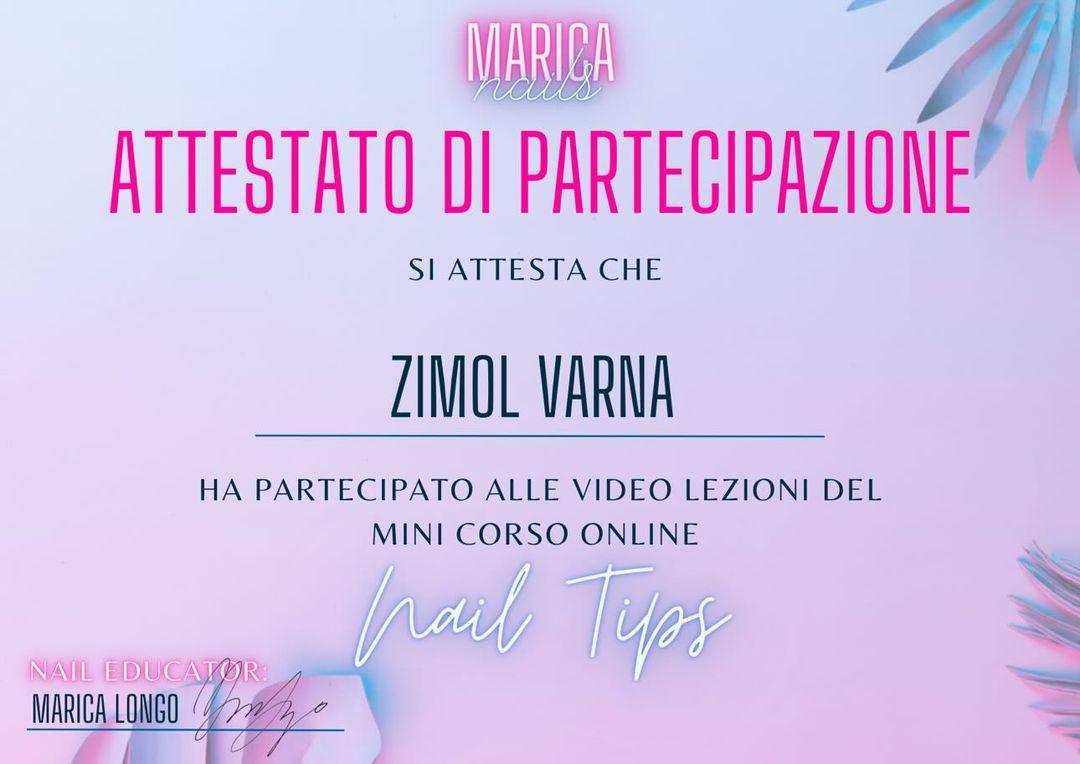 MARICA
nails
ATTESTATO DI PARTECIPAZIONE
SI ATTESTA CHE
ZIMOL VARNA
HA PARTECIPATO ALLE VIDEO LEZIONI DEL
MINI CORSO ONLINE
Nail Tips
NAIL EDUCATOR:
MARICA LONGO